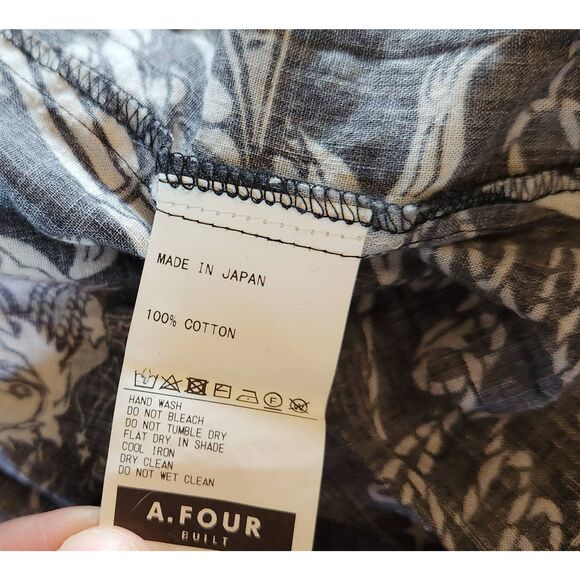 MADE IN JAPAN
100% COTTON
F W
HAND WASH
DO NOT BLEACH
DO NOT TUMBLE DRY
FLAT DRY IN SHADE
COOL IRON
DRY CLEAN
DO NOT WET CLEAN
A.FOUR
BUILT